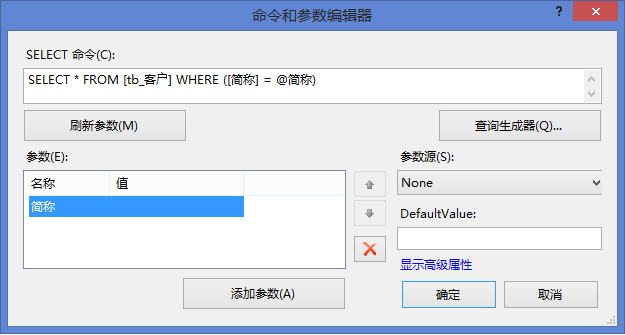 命令和参数编辑器
?
SELECT 命令(C):
SELECT * FROM [tb_客户] WHERE ([简称] = @简称)
刷新参数(M)
查询生成器(Q)...
参数(E):
参数源(S):
名称 值
None
简称
DefaultValue:
显示高级属性
添加参数(A)
确定
取消